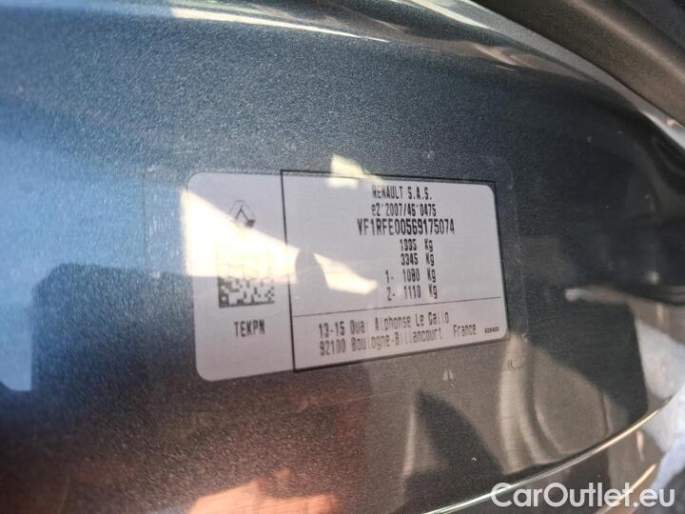 RENAULT S.A.S.
e2*2007/46*0475
VF1RFE00569175074
1995 Kg
3345 Kg
1- 1080 Kg
2- 1110 Kg
TEKPN
13-15 Quai Alphonse Le Gallo
92100 Boulogne-Billancourt France
CarOutlet.eu